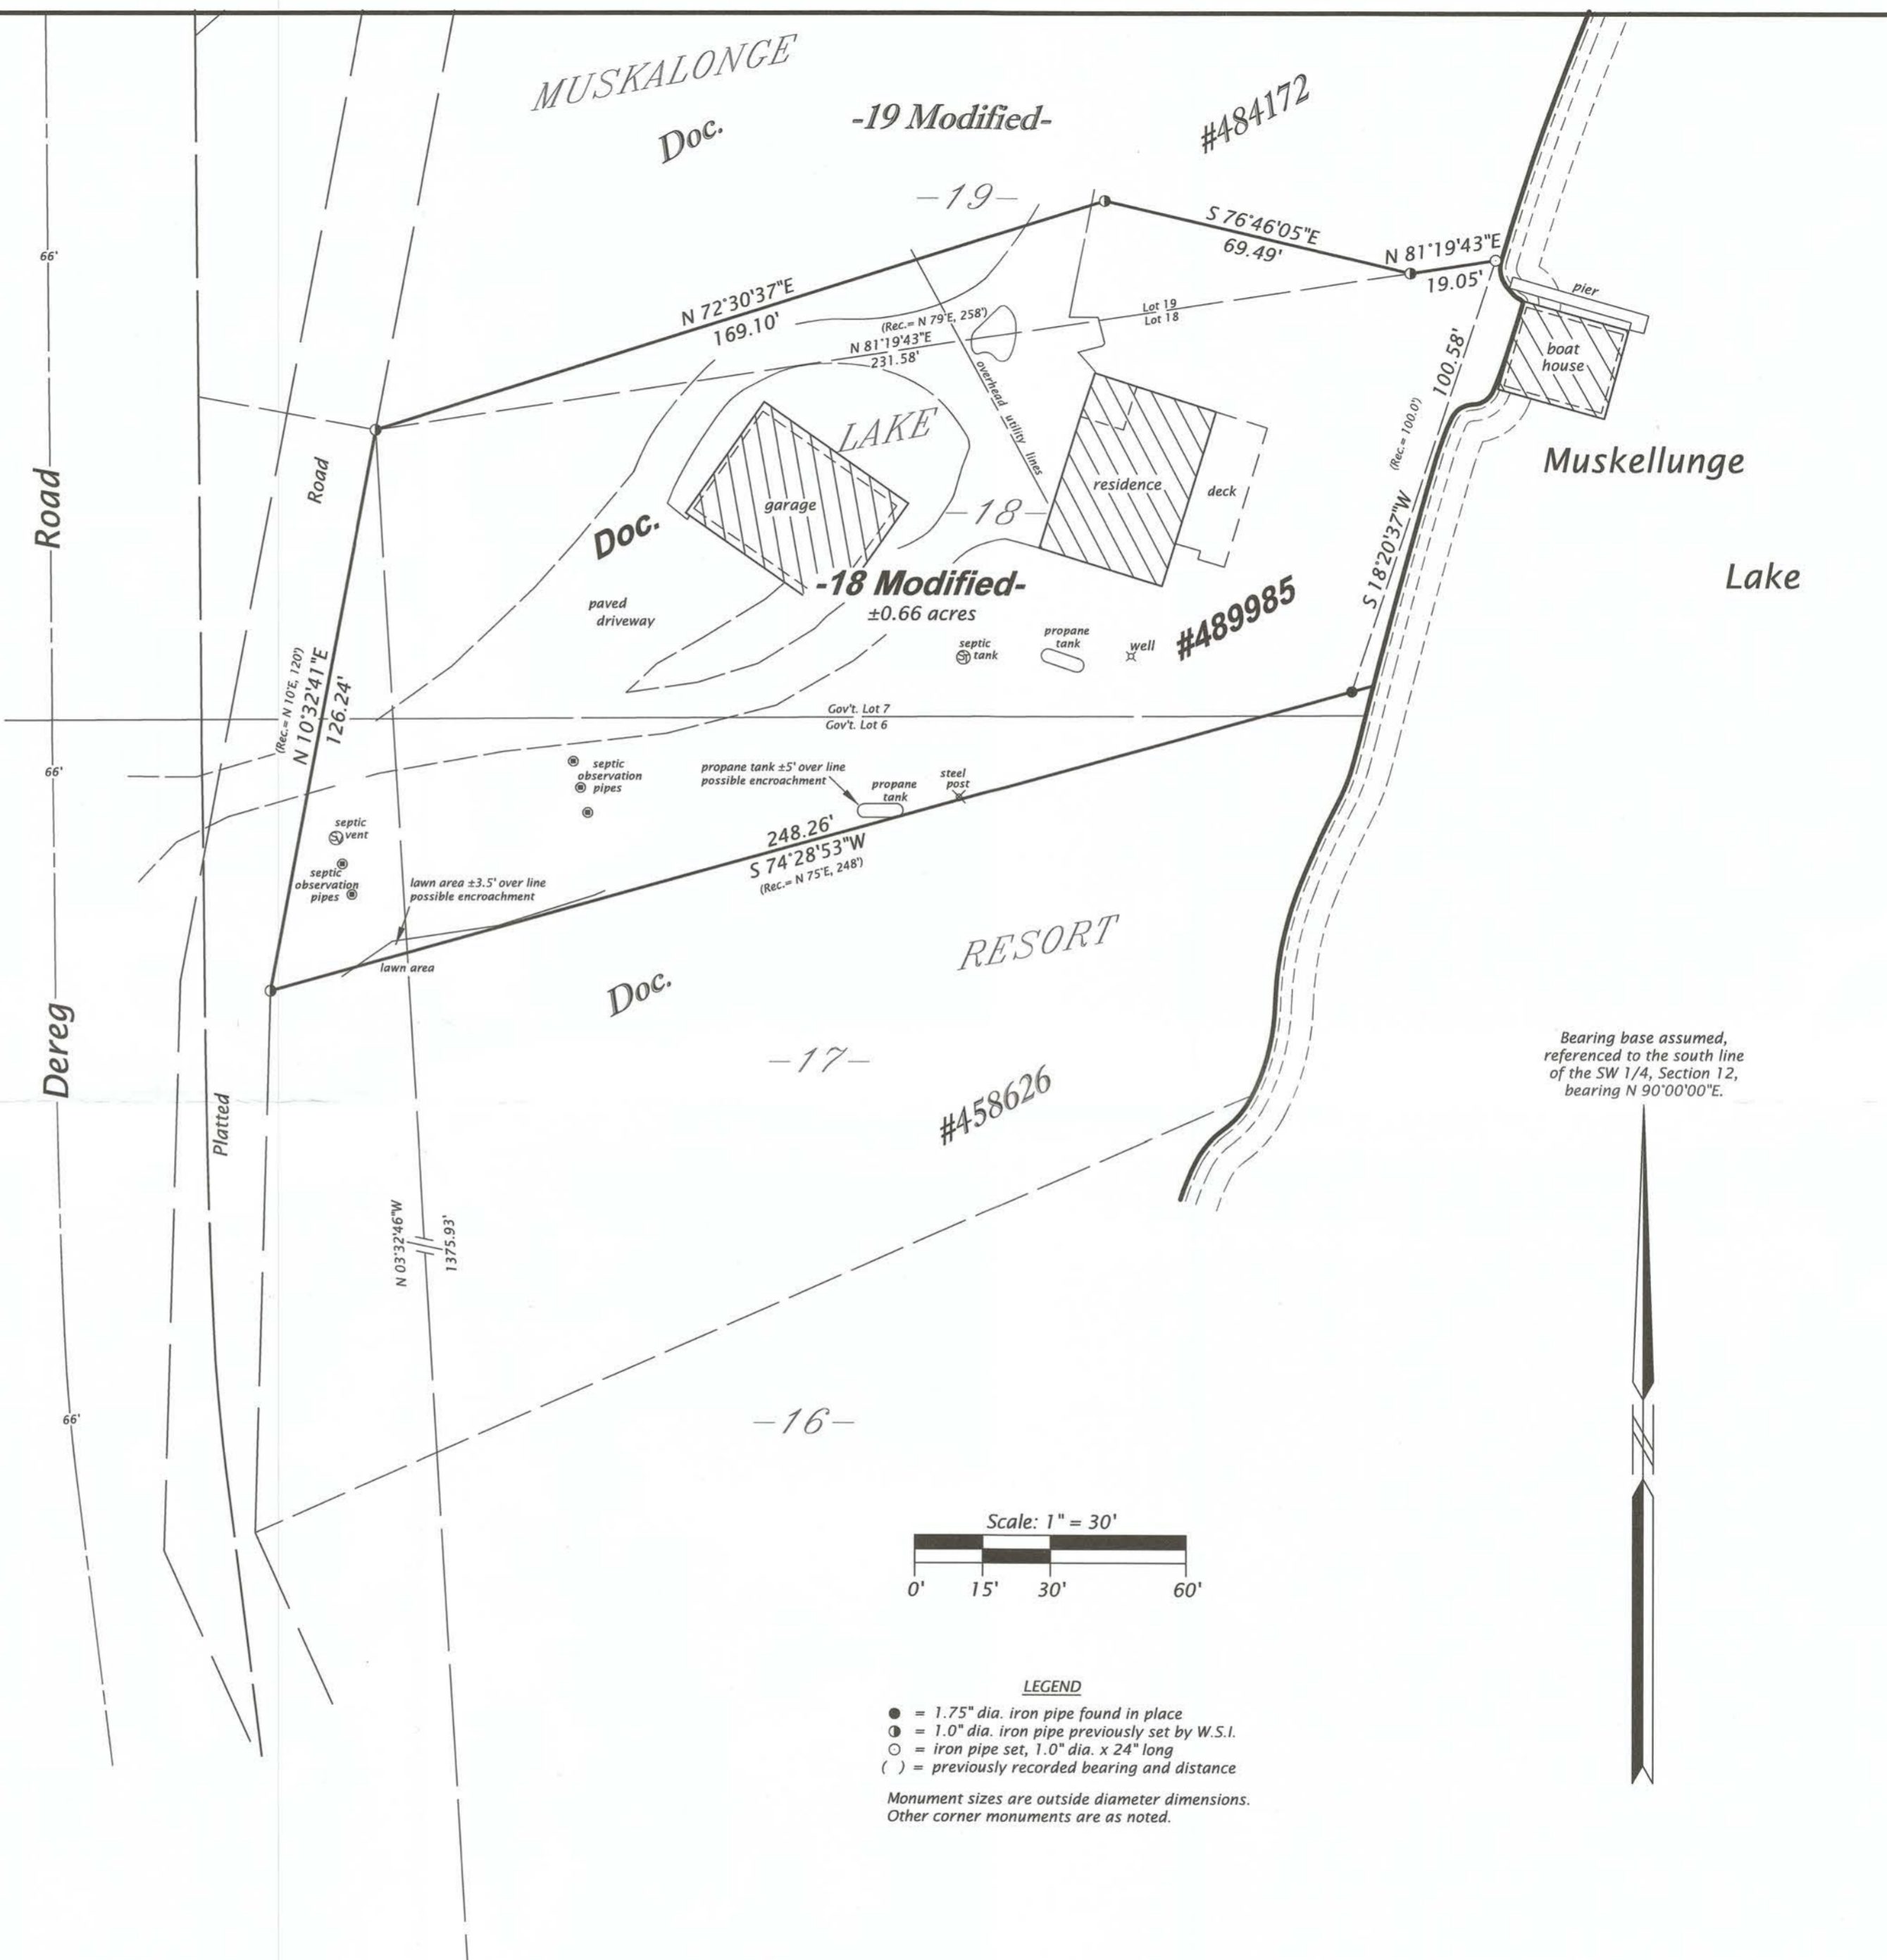 MUSKALONGE
Doc.
-19 Modified-
#484172
-19-
66'
S 76°46'05"E
69.49'
N 81°19'43"E
19.05'
pier
N 72°30'37"E
169.10'
(Rec.= N 79°E, 258')
N 81°19'43"E
231.58'
Lot 19
Lot 18
boat
house
overhead utility lines
100.58'
(Rec.= 100.0')
S 18°20'37"W
LAKE
Muskellunge
Lake
Road
Road
garage
residence
deck
-18-
Doc.
-18 Modified-
±0.66 acres
#489985
paved
driveway
septic
tank
propane
tank
well
(Rec.= N 10°E, 120')
N 10°32'41"E
126.24'
Gov't. Lot 7
Gov't. Lot 6
66'
septic
observation
pipes
propane tank ±5' over line
possible encroachment
propane
tank
steel
post
septic
vent
septic
observation
pipes
lawn area ±3.5' over line
possible encroachment
248.26'
S 74°28'53"W
(Rec.= N 75°E, 248')
lawn area
RESORT
Doc.
-17-
#458626
Dereg
Platted
N 03°32'46"W
1375.93'
Bearing base assumed,
referenced to the south line
of the SW 1/4, Section 12,
bearing N 90°00'00"E.
66'
-16-
Scale: 1" = 30'
0' 15' 30' 60'
LEGEND
● = 1.75" dia. iron pipe found in place
◑ = 1.0" dia. iron pipe previously set by W.S.I.
○ = iron pipe set, 1.0" dia. x 24" long
( ) = previously recorded bearing and distance
Monument sizes are outside diameter dimensions.
Other corner monuments are as noted.